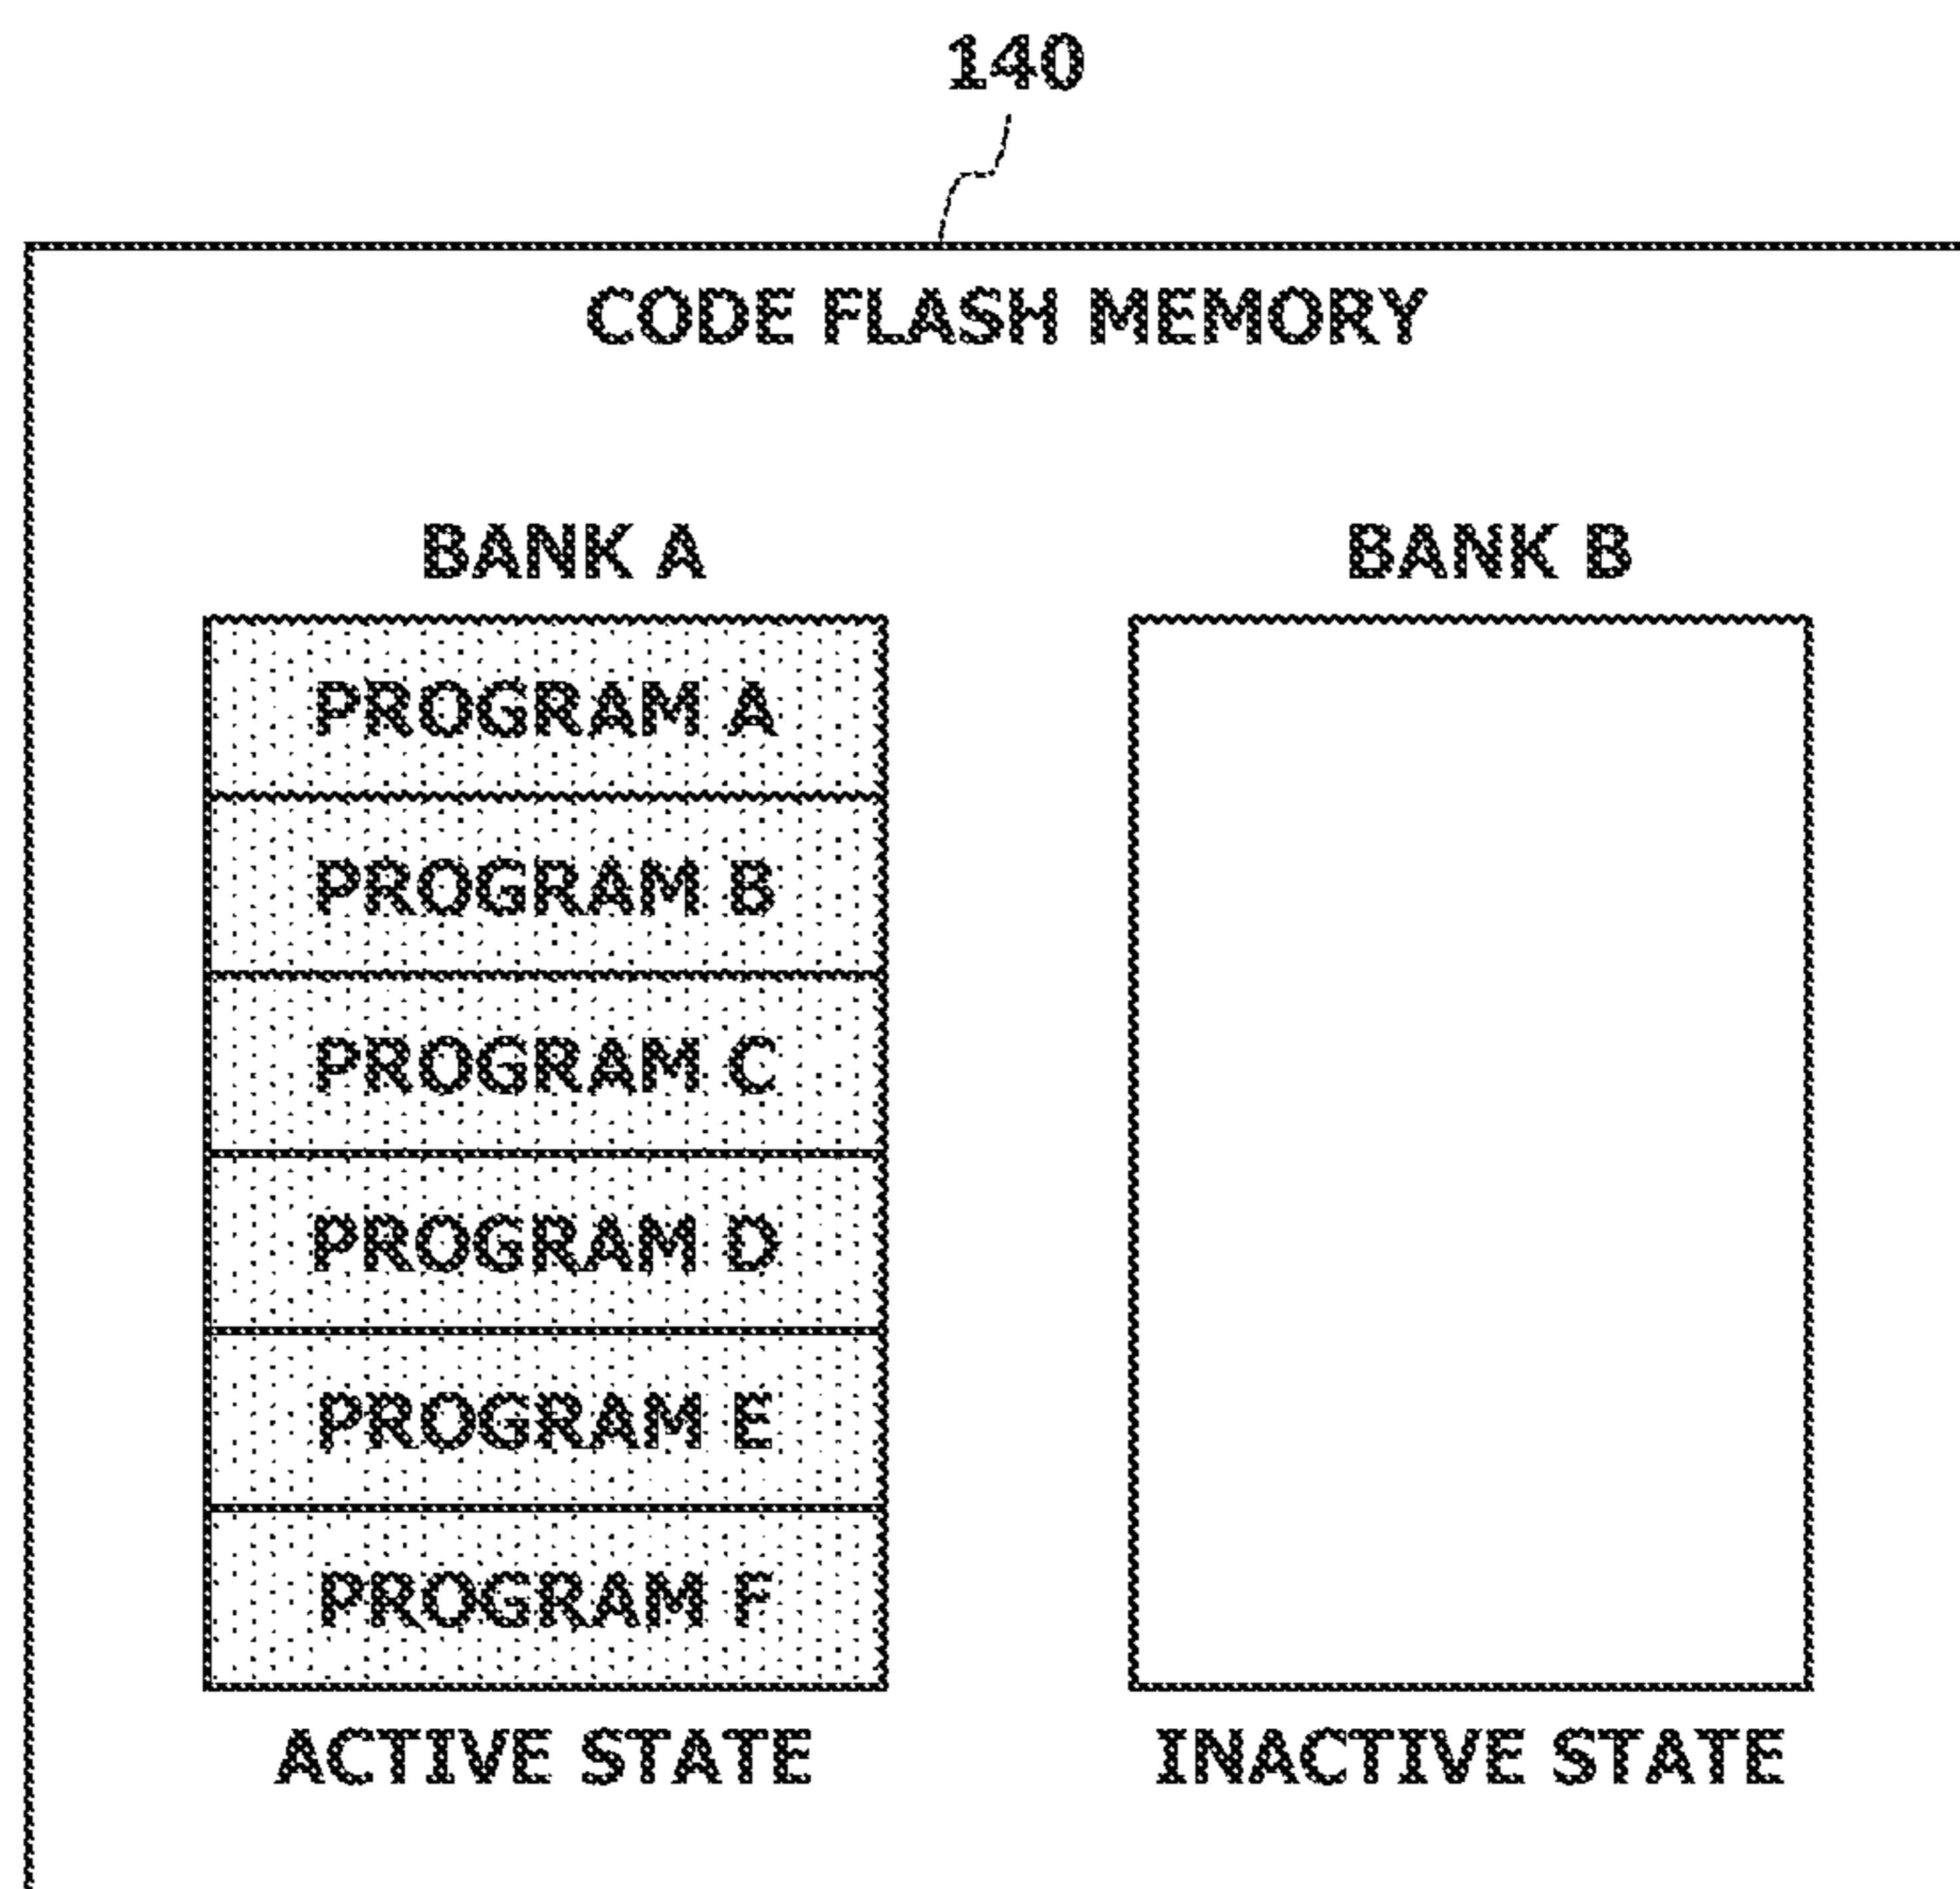 140
CODE FLASH MEMORY
BANK A
BANK B
PROGRAM A
PROGRAM B
PROGRAM C
PROGRAM D
PROGRAM E
PROGRAM F
ACTIVE STATE
INACTIVE STATE